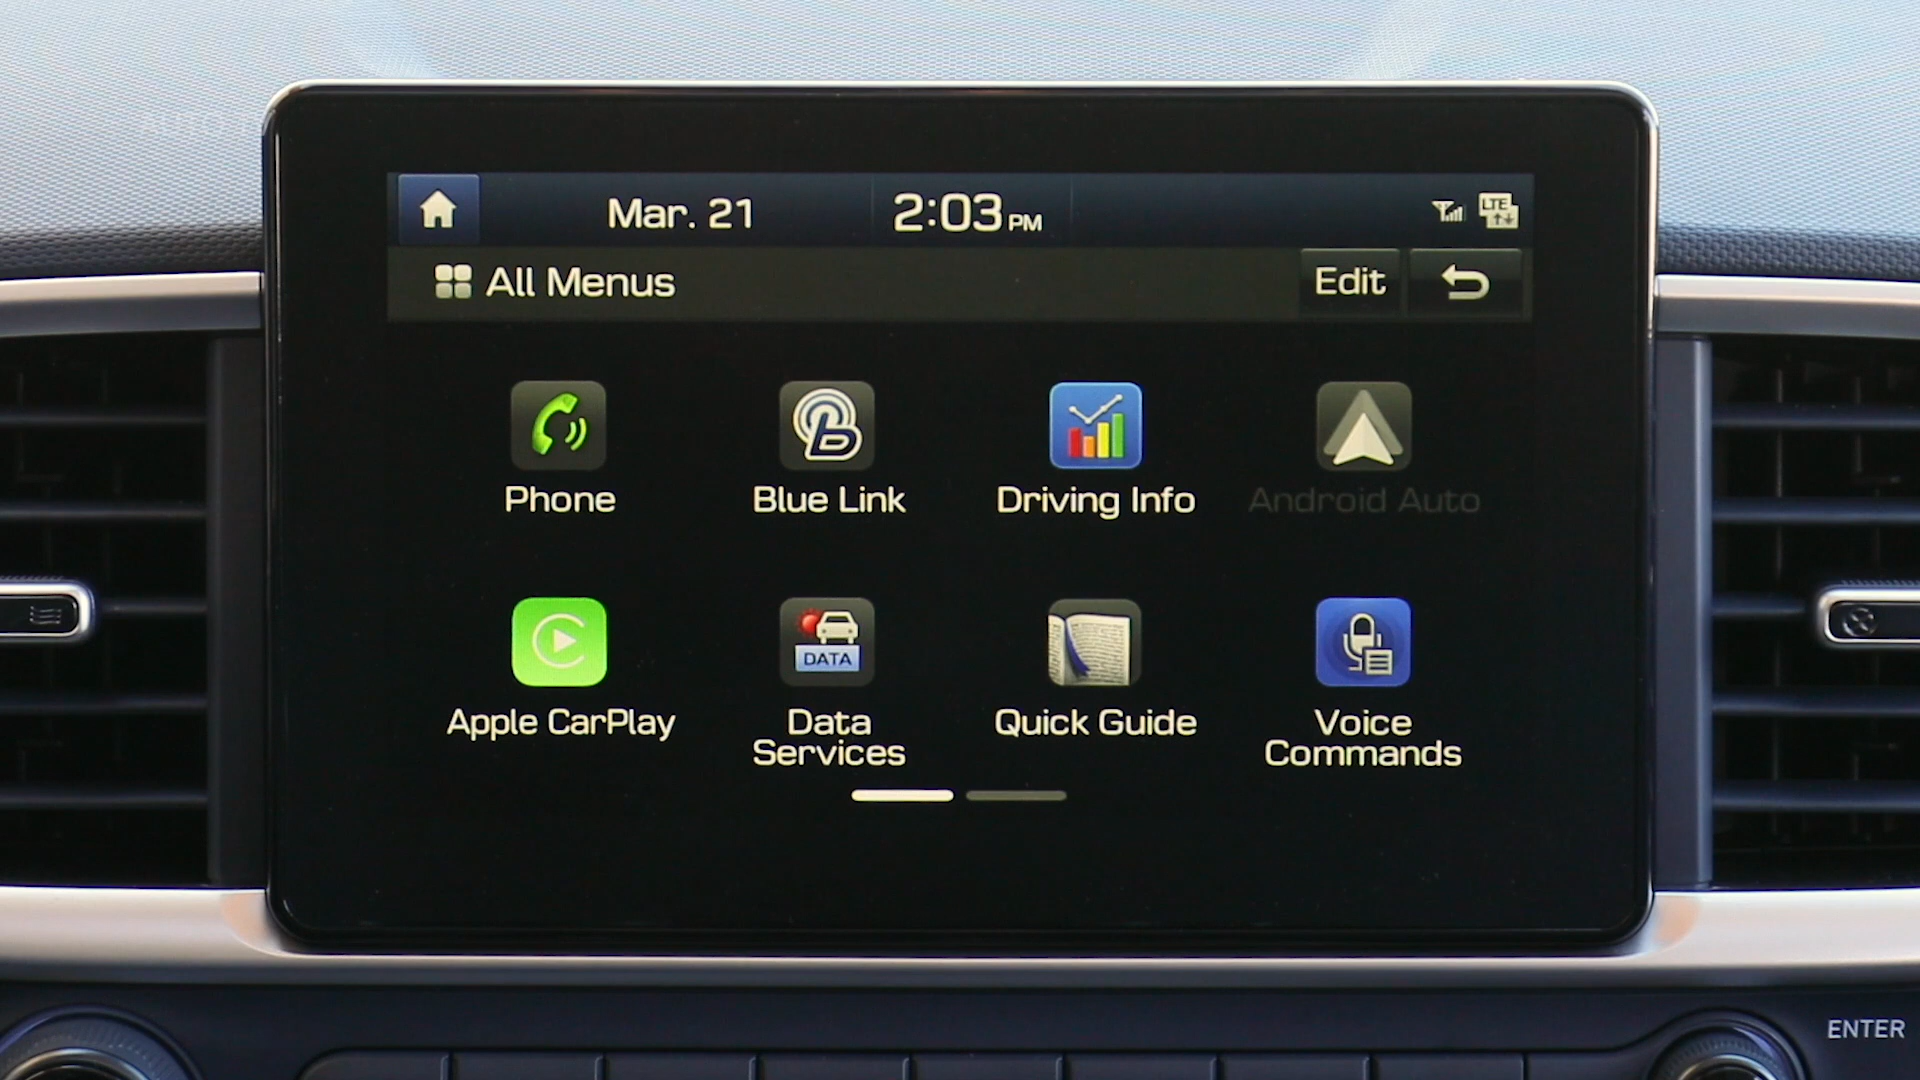 Mar. 21
2:03 PM
LTE
All Menus
Edit
Phone
Blue Link
Driving Info
Android Auto
DATA
Apple CarPlay
Data
Services
Quick Guide
Voice
Commands
ENTER